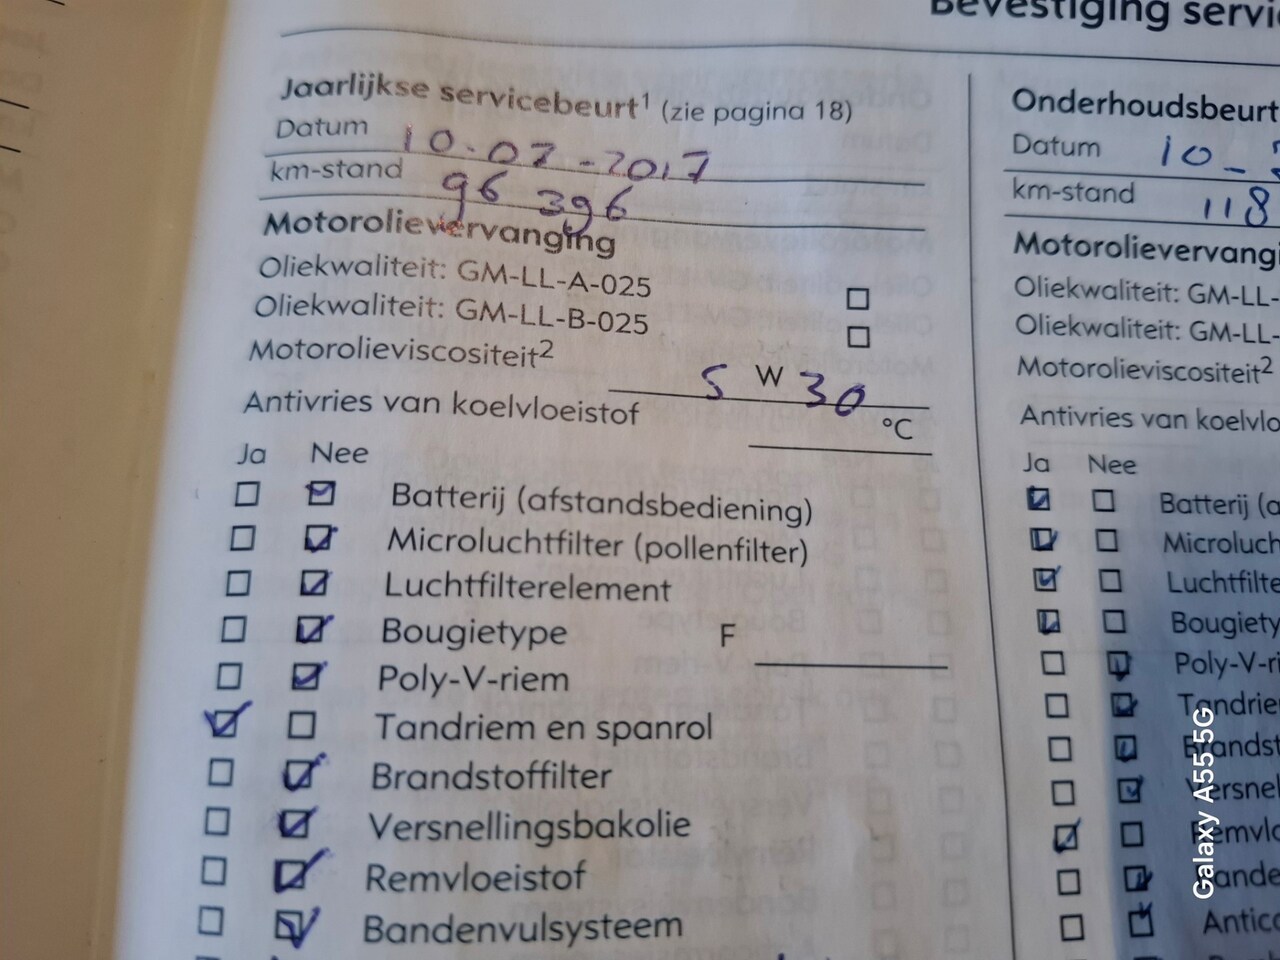 Bevestiging servi
Jaarlijkse servicebeurt¹ (zie pagina 18)
Datum 10-07-2017
km-stand 96 396
Motorolievervanging
Oliekwaliteit: GM-LL-A-025
Oliekwaliteit: GM-LL-B-025
Motorolieviscositeit² 5 W 30
Antivries van koelvloeistof °C
Ja Nee
Batterij (afstandsbediening)
Microluchtfilter (pollenfilter)
Luchtfilterelement
Bougietype F
Poly-V-riem
Tandriem en spanrol
Brandstoffilter
Versnellingsbakolie
Remvloeistof
Bandenvulsysteem
Onderhoudsbeurt
Datum 10-
km-stand 118
Motorolievervangi
Oliekwaliteit: GM-LL-
Oliekwaliteit: GM-LL-
Motorolieviscositeit²
Antivries van koelvlo
Ja Nee
Batterij (a
Microluch
Luchtfilte
Bougiety
Poly-V-ri
Tandrie
Brandst
Versnel
Remvlo
Bande
Antico
Galaxy A55 5G